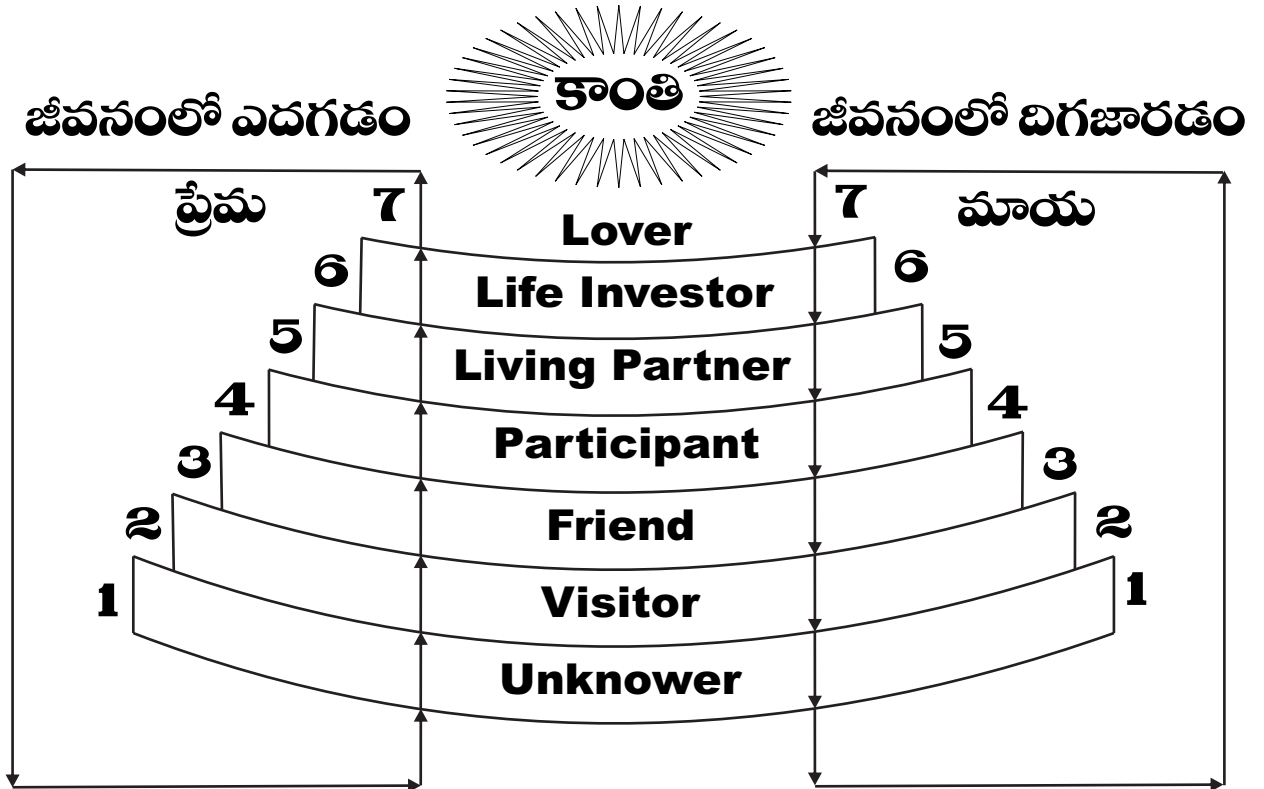 కాంతి
జీవనంలో ఎదగడం
జీవనంలో దిగజారడం
ప్రేమ
7
Lover
7
మాయ
6
Life Investor
6
5
Living Partner
5
4
Participant
4
3
Friend
3
2
Visitor
2
1
Unknower
1